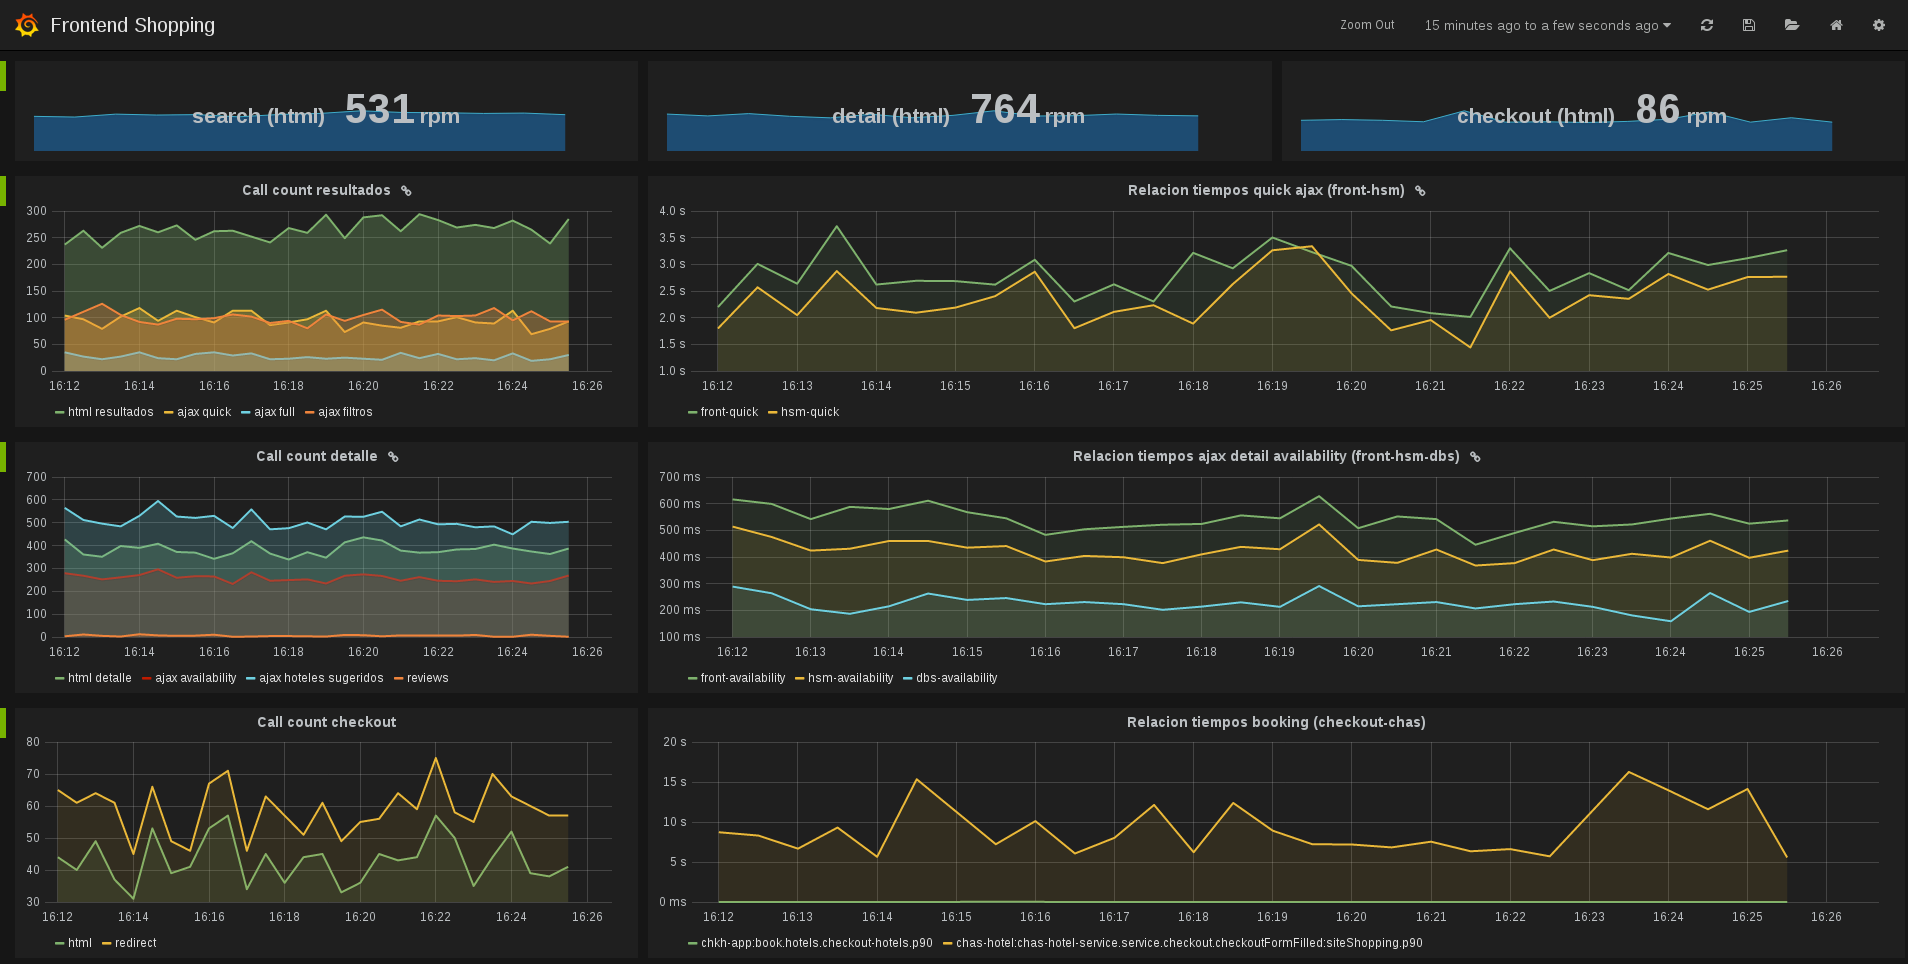 Frontend Shopping
Zoom Out 15 minutes ago to a few seconds ago
search (html) 531 rpm
detail (html) 764 rpm
checkout (html) 86 rpm
Call count resultados
300
250
200
150
100
50
0
16:12 16:14 16:16 16:18 16:20 16:22 16:24 16:26
html resultados ajax quick ajax full ajax filtros
Relacion tiempos quick ajax (front-hsm)
4.0 s
3.5 s
3.0 s
2.5 s
2.0 s
1.5 s
1.0 s
16:12 16:13 16:14 16:15 16:16 16:17 16:18 16:19 16:20 16:21 16:22 16:23 16:24 16:25 16:26
front-quick hsm-quick
Call count detalle
700
600
500
400
300
200
100
0
16:12 16:14 16:16 16:18 16:20 16:22 16:24 16:26
html detalle ajax availability ajax hoteles sugeridos reviews
Relacion tiempos ajax detail availability (front-hsm-dbs)
700 ms
600 ms
500 ms
400 ms
300 ms
200 ms
100 ms
16:12 16:13 16:14 16:15 16:16 16:17 16:18 16:19 16:20 16:21 16:22 16:23 16:24 16:25 16:26
front-availability hsm-availability dbs-availability
Call count checkout
80
70
60
50
40
30
16:12 16:14 16:16 16:18 16:20 16:22 16:24 16:26
html redirect
Relacion tiempos booking (checkout-chas)
20 s
15 s
10 s
5 s
0 ms
16:12 16:13 16:14 16:15 16:16 16:17 16:18 16:19 16:20 16:21 16:22 16:23 16:24 16:25 16:26
chkh-app:book.hotels.checkout-hotels.p90 chas-hotel:chas-hotel-service.service.checkout.checkoutFormFilled:siteShopping.p90